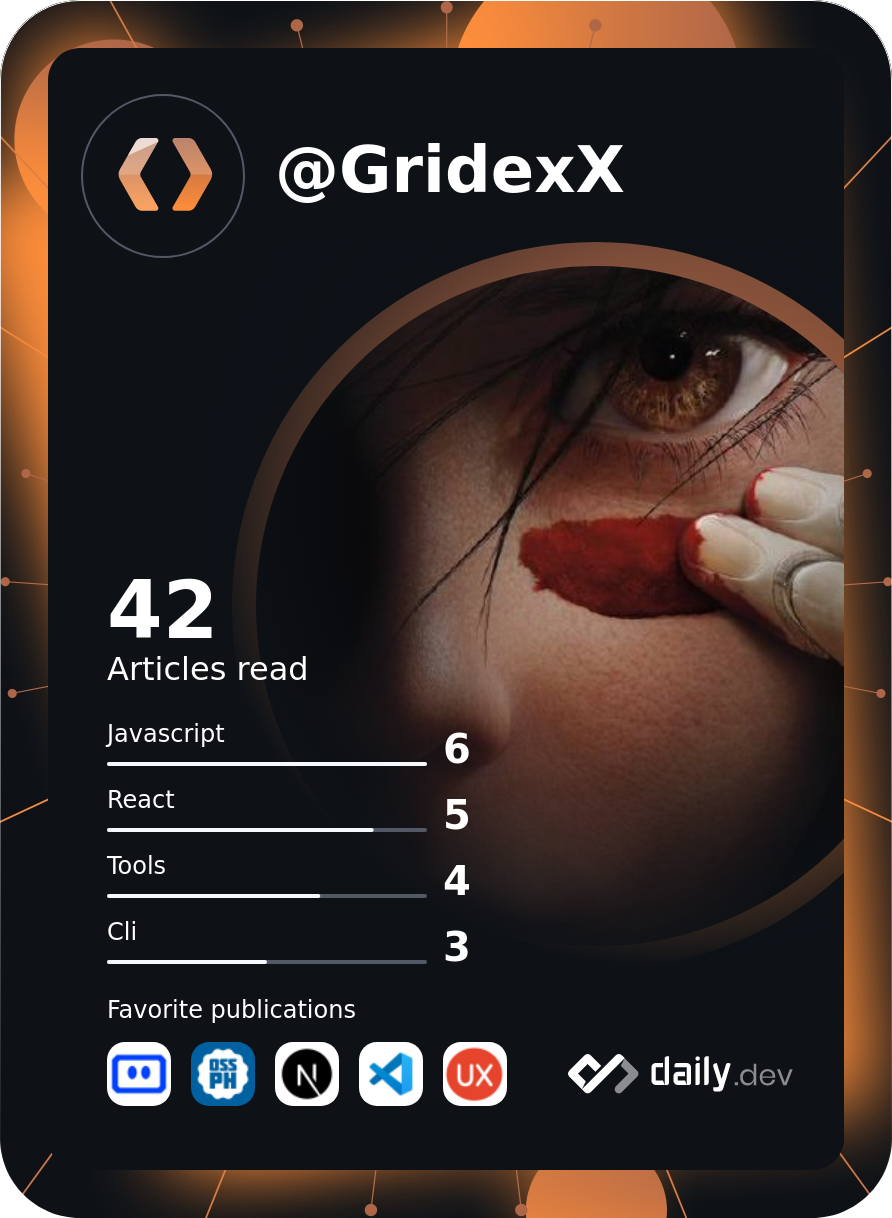 @GridexX
42
Articles read
Javascript
6
React
5
Tools
4
Cli
3
Favorite publications
OSS
PH
N
UX
daily.dev